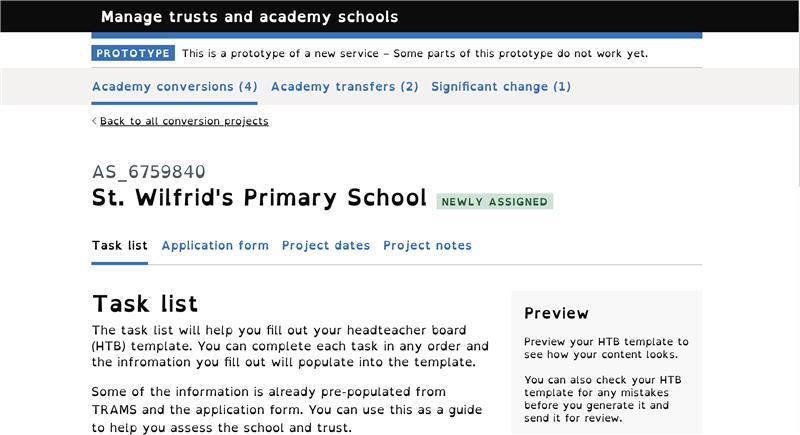 Manage trusts and academy schools
PROTOTYPE This is a prototype of a new service – Some parts of this prototype do not work yet.
Academy conversions (4) Academy transfers (2) Significant change (1)
< Back to all conversion projects
AS_6759840
St. Wilfrid's Primary School NEWLY ASSIGNED
Task list Application form Project dates Project notes
Task list
The task list will help you fill out your headteacher board
(HTB) template. You can complete each task in any order and
the infromation you fill out will populate into the template.
Some of the information is already pre-populated from
TRAMS and the application form. You can use this as a guide
to help you assess the school and trust.
Preview
Preview your HTB template to
see how your content looks.
You can also check your HTB
template for any mistakes
before you generate it and
send it for review.